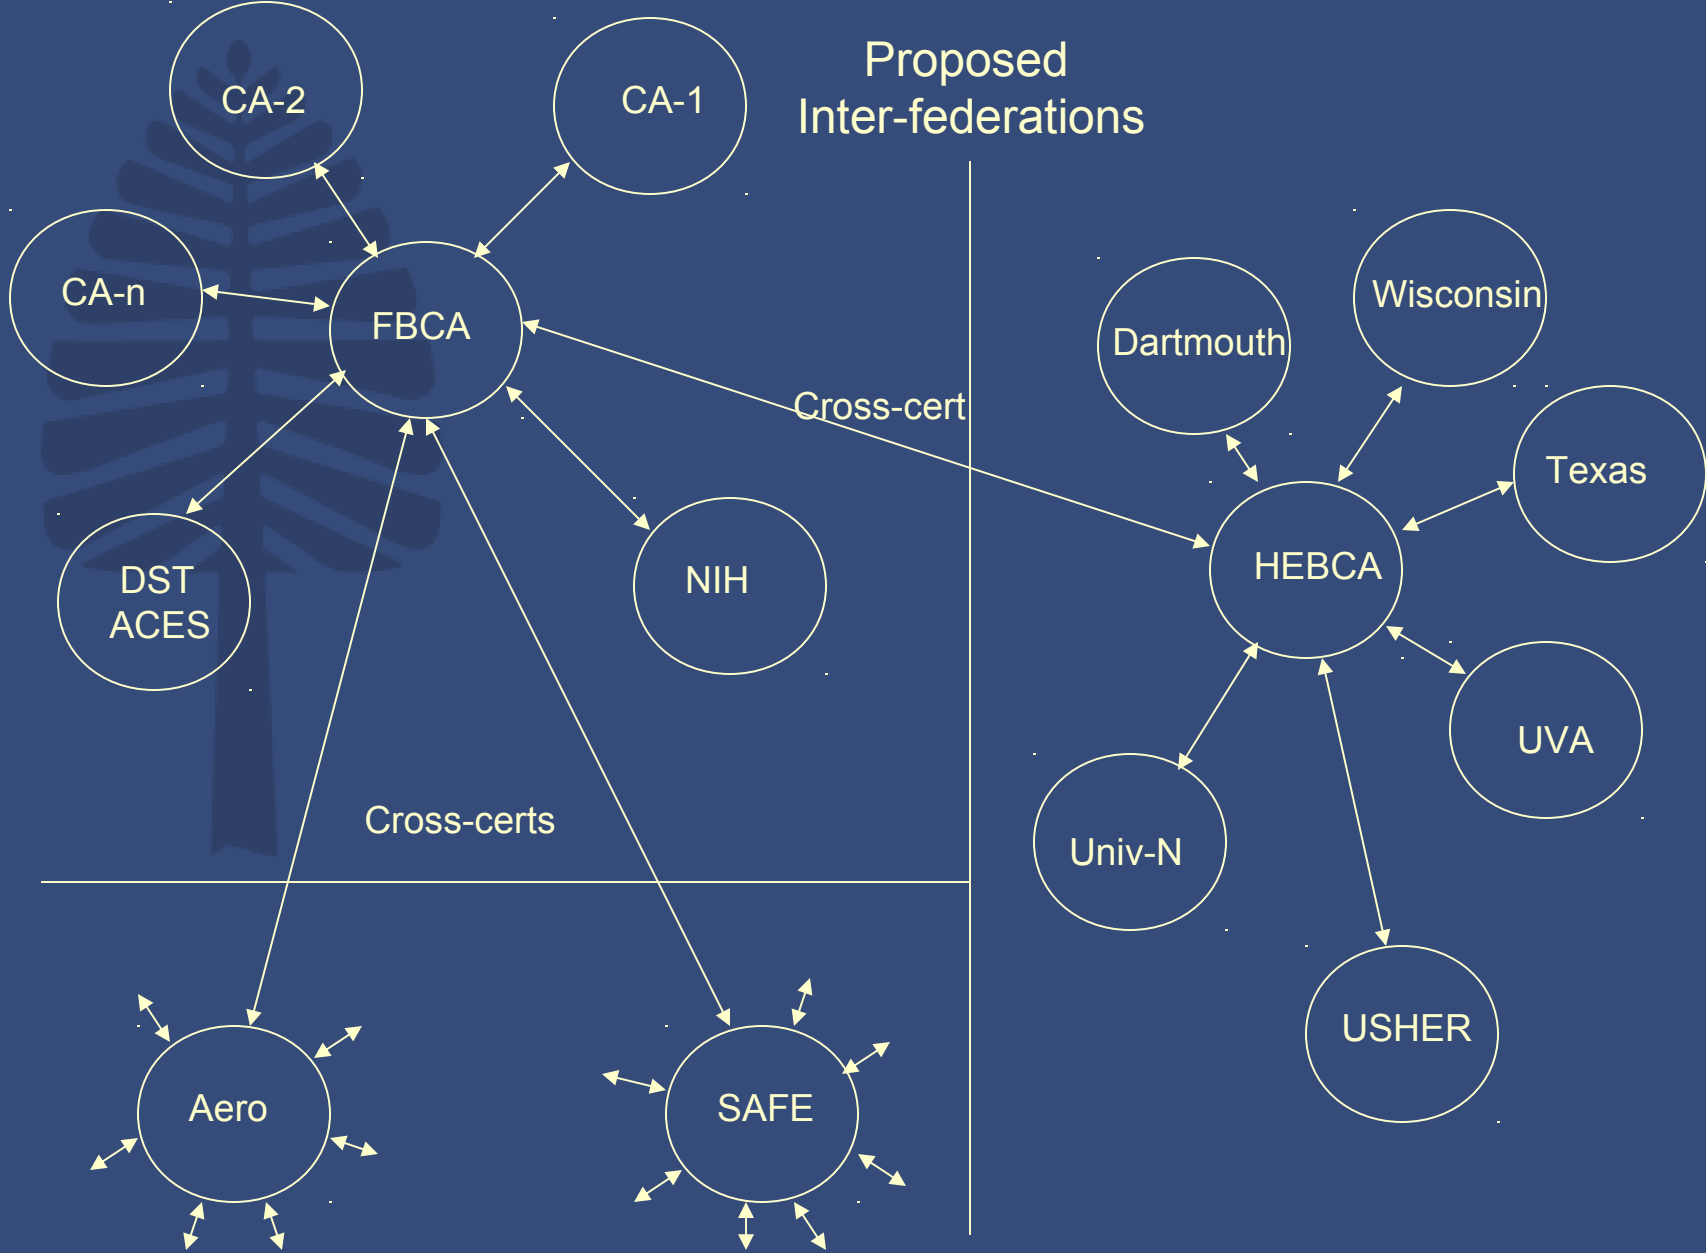 Proposed
Inter-federations
CA-2
CA-1
CA-n
FBCA
Cross-cert
Dartmouth
Wisconsin
Texas
HEBCA
DST
ACES
NIH
UVA
Univ-N
Cross-certs
USHER
Aero
SAFE